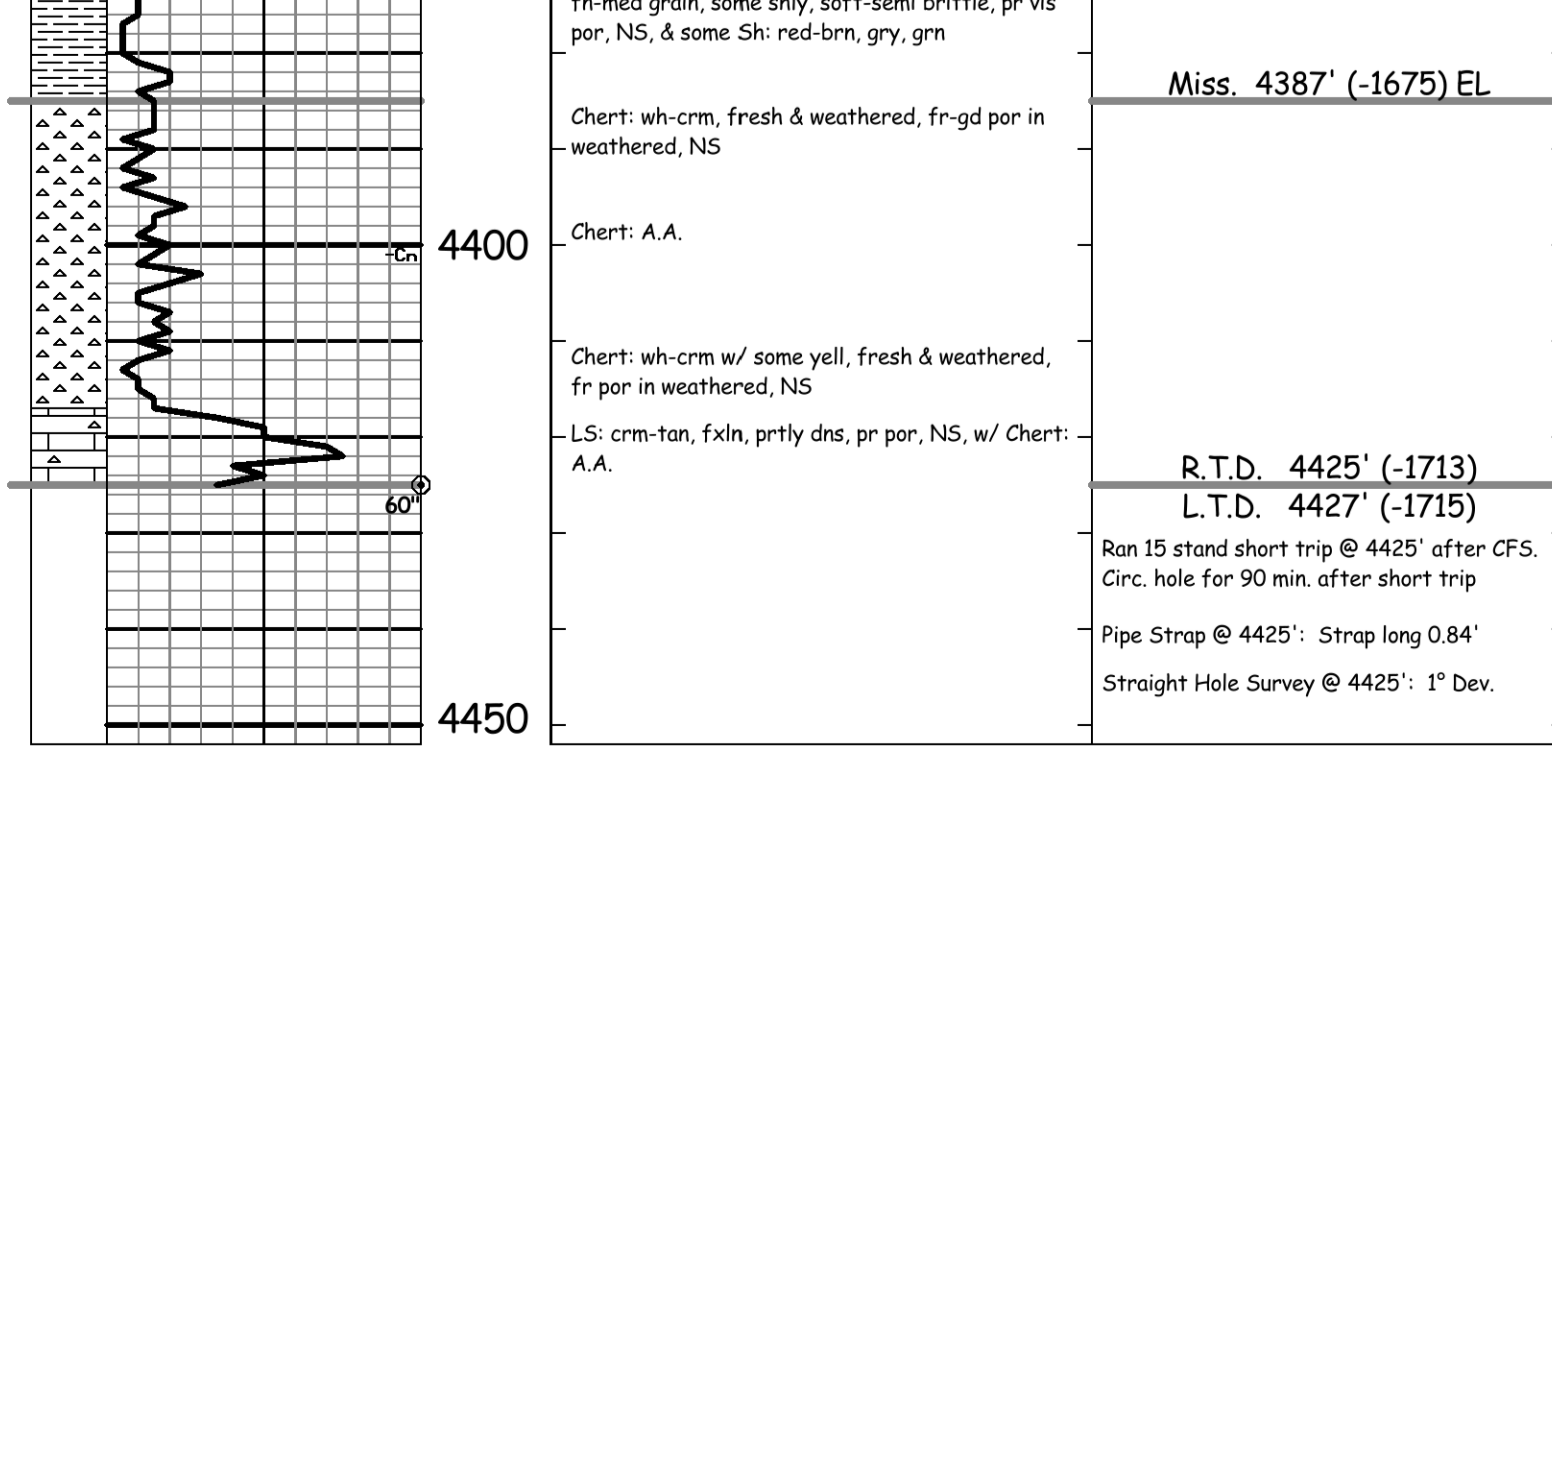 fn-med grain, some shly, soft-semi brittle, pr vis
por, NS, & some Sh: red-brn, gry, grn
Miss. 4387' (-1675) EL
Chert: wh-crm, fresh & weathered, fr-gd por in
weathered, NS
Chert: A.A.
-Cn
4400
Chert: wh-crm w/ some yell, fresh & weathered,
fr por in weathered, NS
LS: crm-tan, fxln, prtly dns, pr por, NS, w/ Chert:
A.A.
R.T.D. 4425' (-1713)
60"
L.T.D. 4427' (-1715)
Ran 15 stand short trip @ 4425' after CFS.
Circ. hole for 90 min. after short trip
Pipe Strap @ 4425': Strap long 0.84'
Straight Hole Survey @ 4425': 1° Dev.
4450